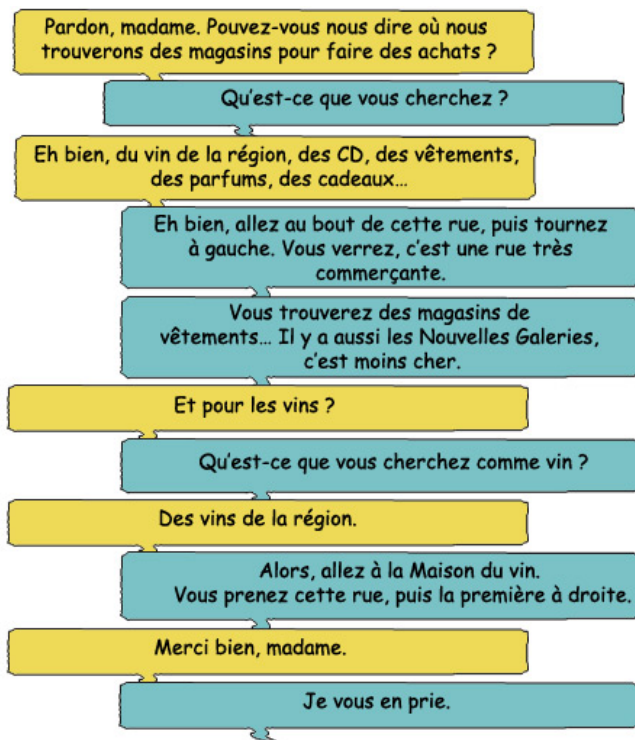 Pardon, madame. Pouvez-vous nous dire où nous
trouverons des magasins pour faire des achats ?
Qu'est-ce que vous cherchez ?
Eh bien, du vin de la région, des CD, des vêtements,
des parfums, des cadeaux...
Eh bien, allez au bout de cette rue, puis tournez
à gauche. Vous verrez, c'est une rue très
commerçante.
Vous trouverez des magasins de
vêtements... Il y a aussi les Nouvelles Galeries,
c'est moins cher.
Et pour les vins ?
Qu'est-ce que vous cherchez comme vin ?
Des vins de la région.
Alors, allez à la Maison du vin.
Vous prenez cette rue, puis la première à droite.
Merci bien, madame.
Je vous en prie.